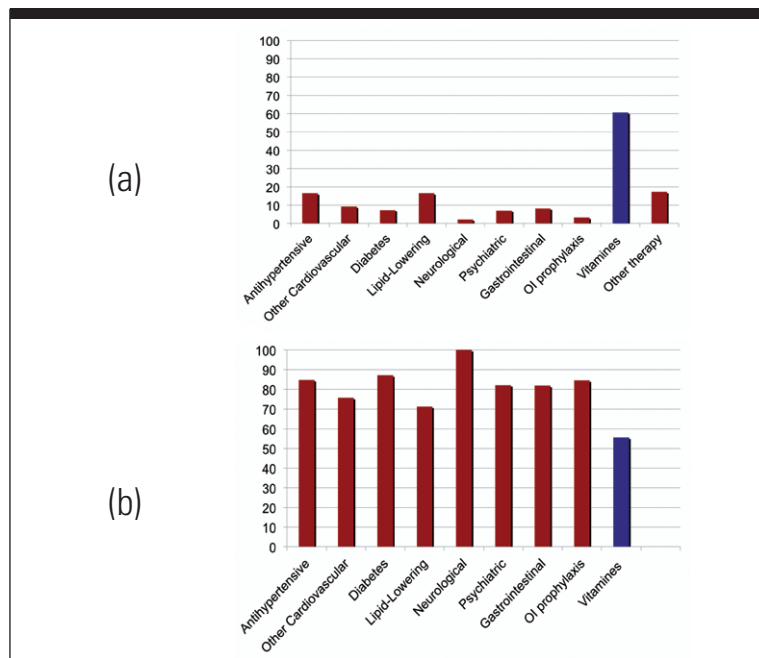 (a)
100
90
80
70
60
50
40
30
20
10
0
Antihypertensive
Other Cardiovascular
Diabetes
Lipid-Lowering
Neurological
Psychiatric
Gastrointestinal
OI prophylaxis
Vitamines
Other therapy
(b)
100
90
80
70
60
50
40
30
20
10
0
Antihypertensive
Other Cardiovascular
Diabetes
Lipid-Lowering
Neurological
Psychiatric
Gastrointestinal
OI prophylaxis
Vitamines